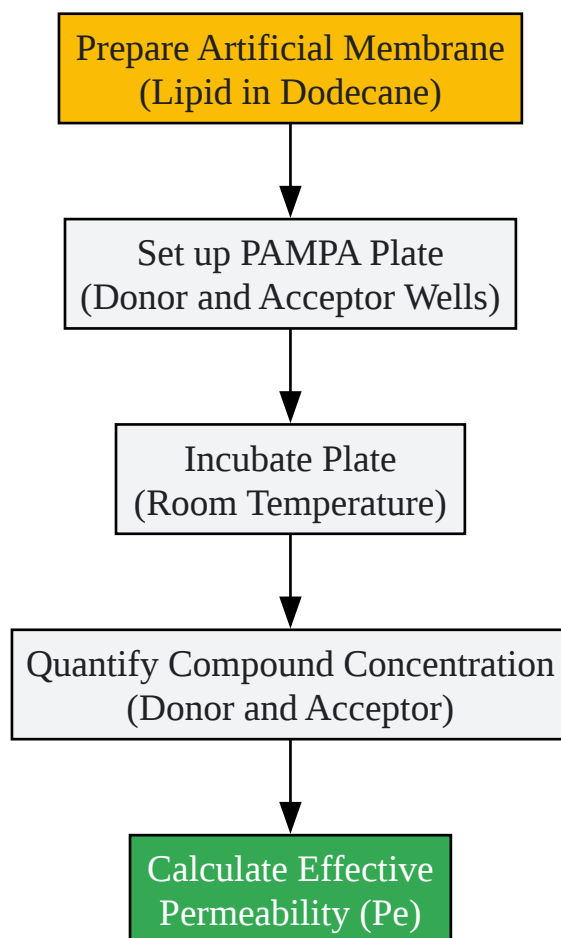 Prepare Artificial Membrane
(Lipid in Dodecane)
Set up PAMPA Plate
(Donor and Acceptor Wells)
Incubate Plate
(Room Temperature)
Quantify Compound Concentration
(Donor and Acceptor)
Calculate Effective
Permeability (Pe)